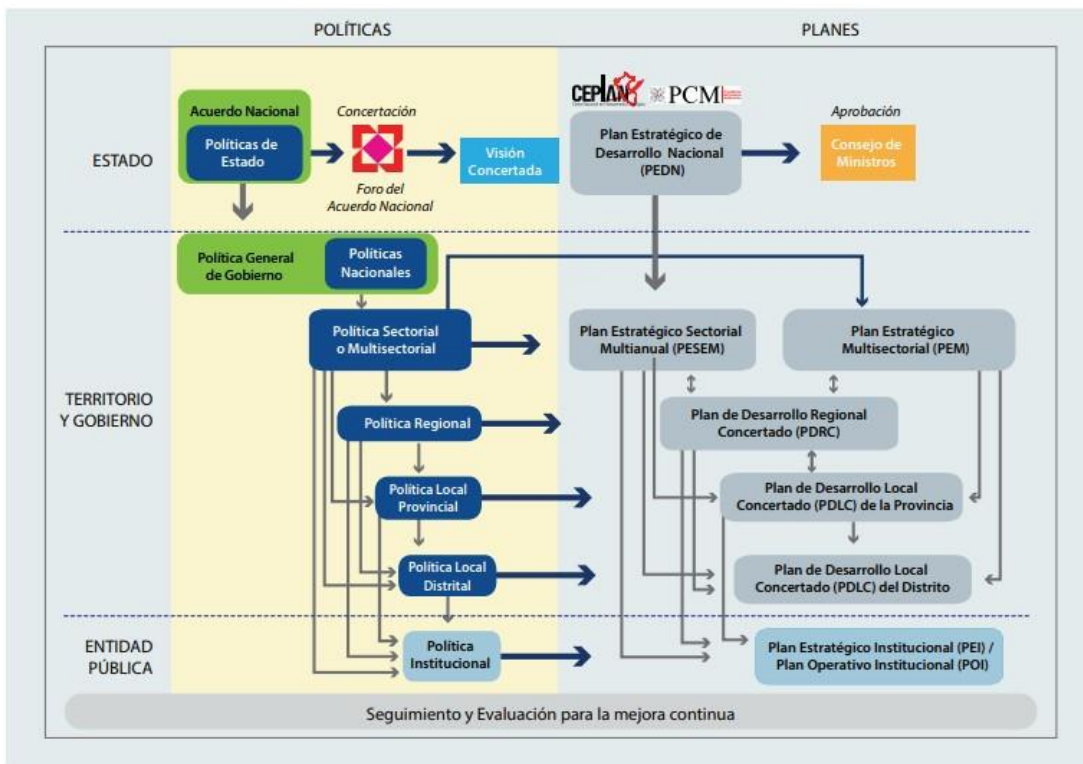 POLÍTICAS
PLANES
ESTADO
Acuerdo Nacional
Políticas de
Estado
Concertación
Foro del
Acuerdo Nacional
Visión
Concertada
CEPLAN
PCM
Plan Estratégico de
Desarrollo Nacional
(PEDN)
Aprobación
Consejo de
Ministros
TERRITORIO
Y GOBIERNO
Política General
de Gobierno
Políticas
Nacionales
Política Sectorial
o Multisectorial
Plan Estratégico Sectorial
Multianual (PESEM)
Plan Estratégico
Multisectorial (PEM)
Política Regional
Plan de Desarrollo Regional
Concertado (PDRC)
Política Local
Provincial
Plan de Desarrollo Local
Concertado (PDLC) de la Provincia
Política Local
Distrital
Plan de Desarrollo Local
Concertado (PDLC) del Distrito
ENTIDAD
PÚBLICA
Política
Institucional
Plan Estratégico Institucional (PEI) /
Plan Operativo Institucional (POI)
Seguimiento y Evaluación para la mejora continua